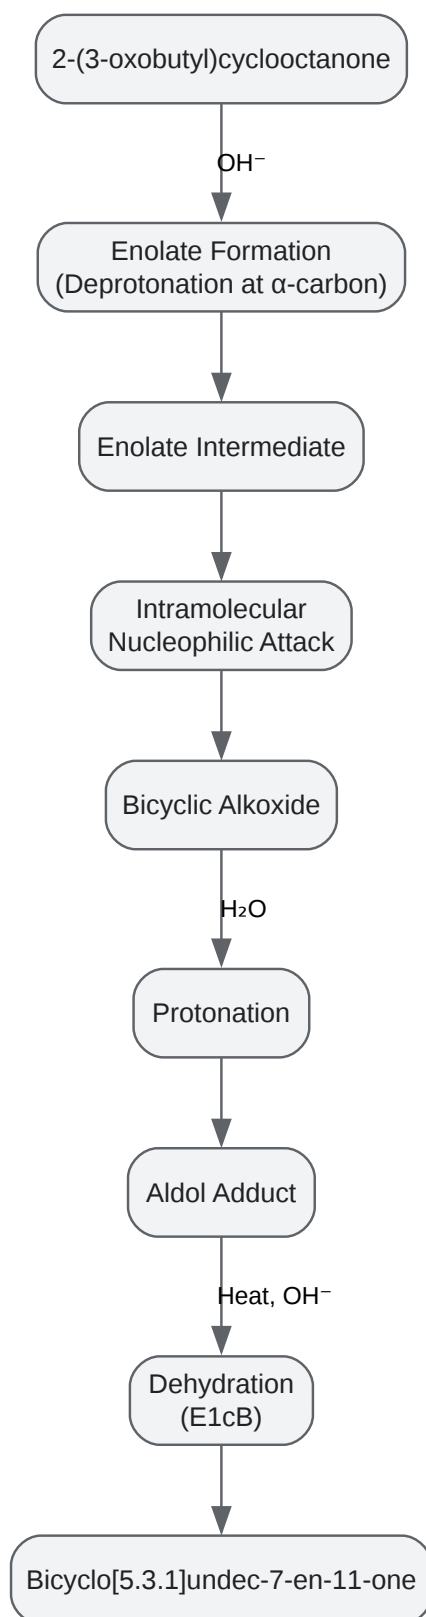 2-(3-oxobutyl)cyclooctanone
OH⁻
Enolate Formation
(Deprotonation at α-carbon)
Enolate Intermediate
Intramolecular
Nucleophilic Attack
Bicyclic Alkoxide
H₂O
Protonation
Aldol Adduct
Heat, OH⁻
Dehydration
(E1cB)
Bicyclo[5.3.1]undec-7-en-11-one